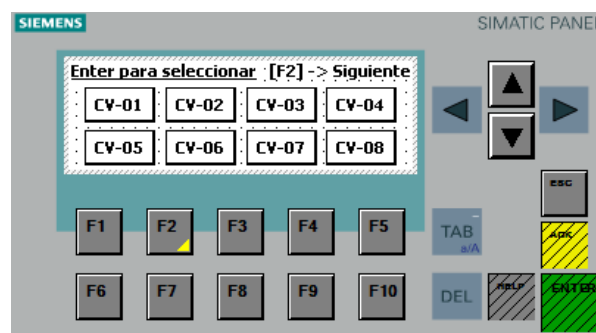 SIEMENS SIMATIC PANE
Enter para seleccionar [F2] -> Siguiente
CV-01 CV-02 CV-03 CV-04
CV-05 CV-06 CV-07 CV-08
ESC
F1 F2 F3 F4 F5 TAB a/A ACK
F6 F7 F8 F9 F10 DEL HELP ENTER